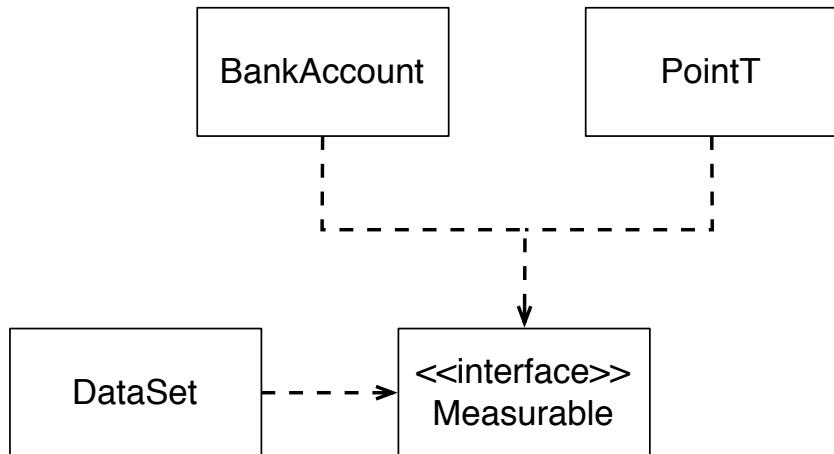 BankAccount
PointT
DataSet
<<interface>>
Measurable